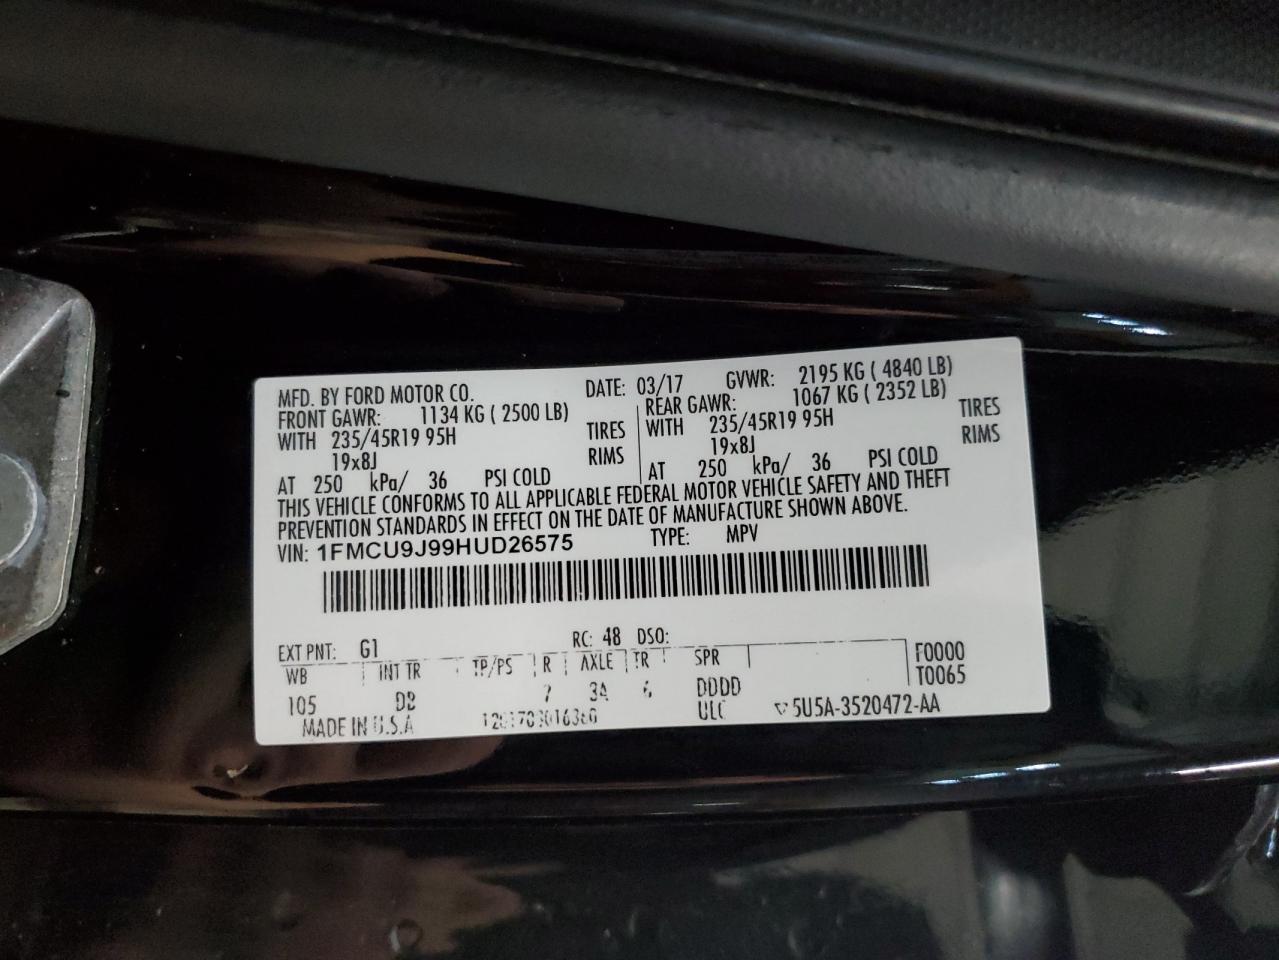 MFD. BY FORD MOTOR CO. DATE: 03/17 GVWR: 2195 KG ( 4840 LB)
FRONT GAWR: 1134 KG ( 2500 LB) REAR GAWR: 1067 KG ( 2352 LB)
WITH 235/45R19 95H TIRES WITH 235/45R19 95H TIRES
19x8J RIMS 19x8J RIMS
AT 250 kPa/ 36 PSI COLD AT 250 kPa/ 36 PSI COLD
THIS VEHICLE CONFORMS TO ALL APPLICABLE FEDERAL MOTOR VEHICLE SAFETY AND THEFT
PREVENTION STANDARDS IN EFFECT ON THE DATE OF MANUFACTURE SHOWN ABOVE.
VIN: 1FMCU9J99HUD26575 TYPE: MPV
EXT PNT: G1 RC: 48 DSO:
WB INT TR TP/PS R AXLE TR SPR F0000
T0065
105 3A DDDD
MADE IN U.S.A ULC 5U5A-3520472-AA